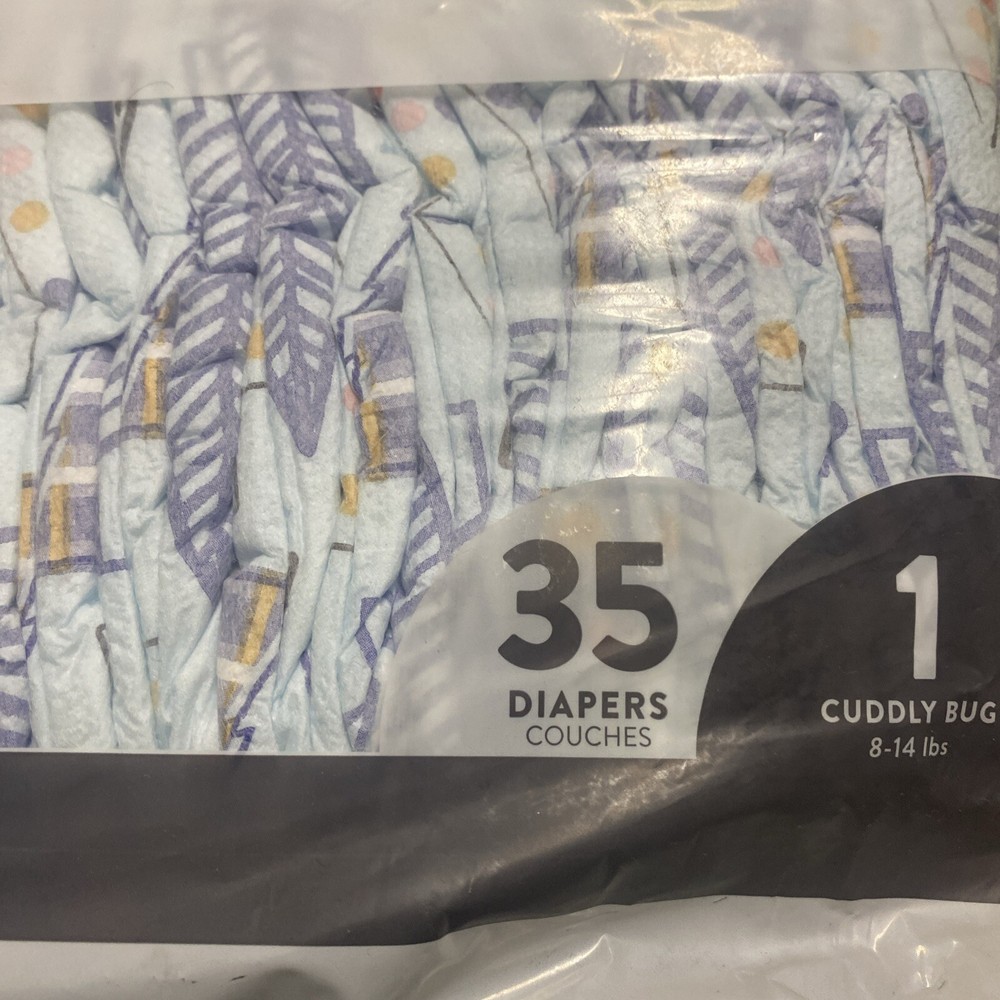 35
DIAPERS
COUCHES
1
CUDDLY BUG
8-14 lbs